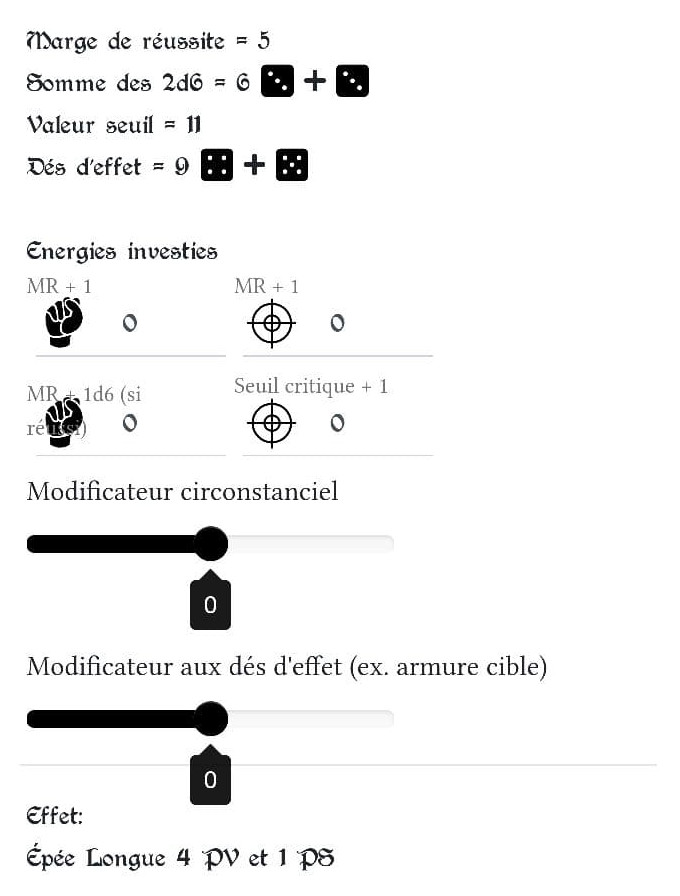 Marge de réussite = 5
Somme des 2d6 = 6 +
Valeur seuil = 11
Dés d'effet = 9 +
Energies investies
MR + 1 MR + 1
0 0
MR + 1d6 (si réussi) Seuil critique + 1
0 0
Modificateur circonstanciel
0
Modificateur aux dés d'effet (ex. armure cible)
0
Effet:
Épée Longue 4 PV et 1 PS